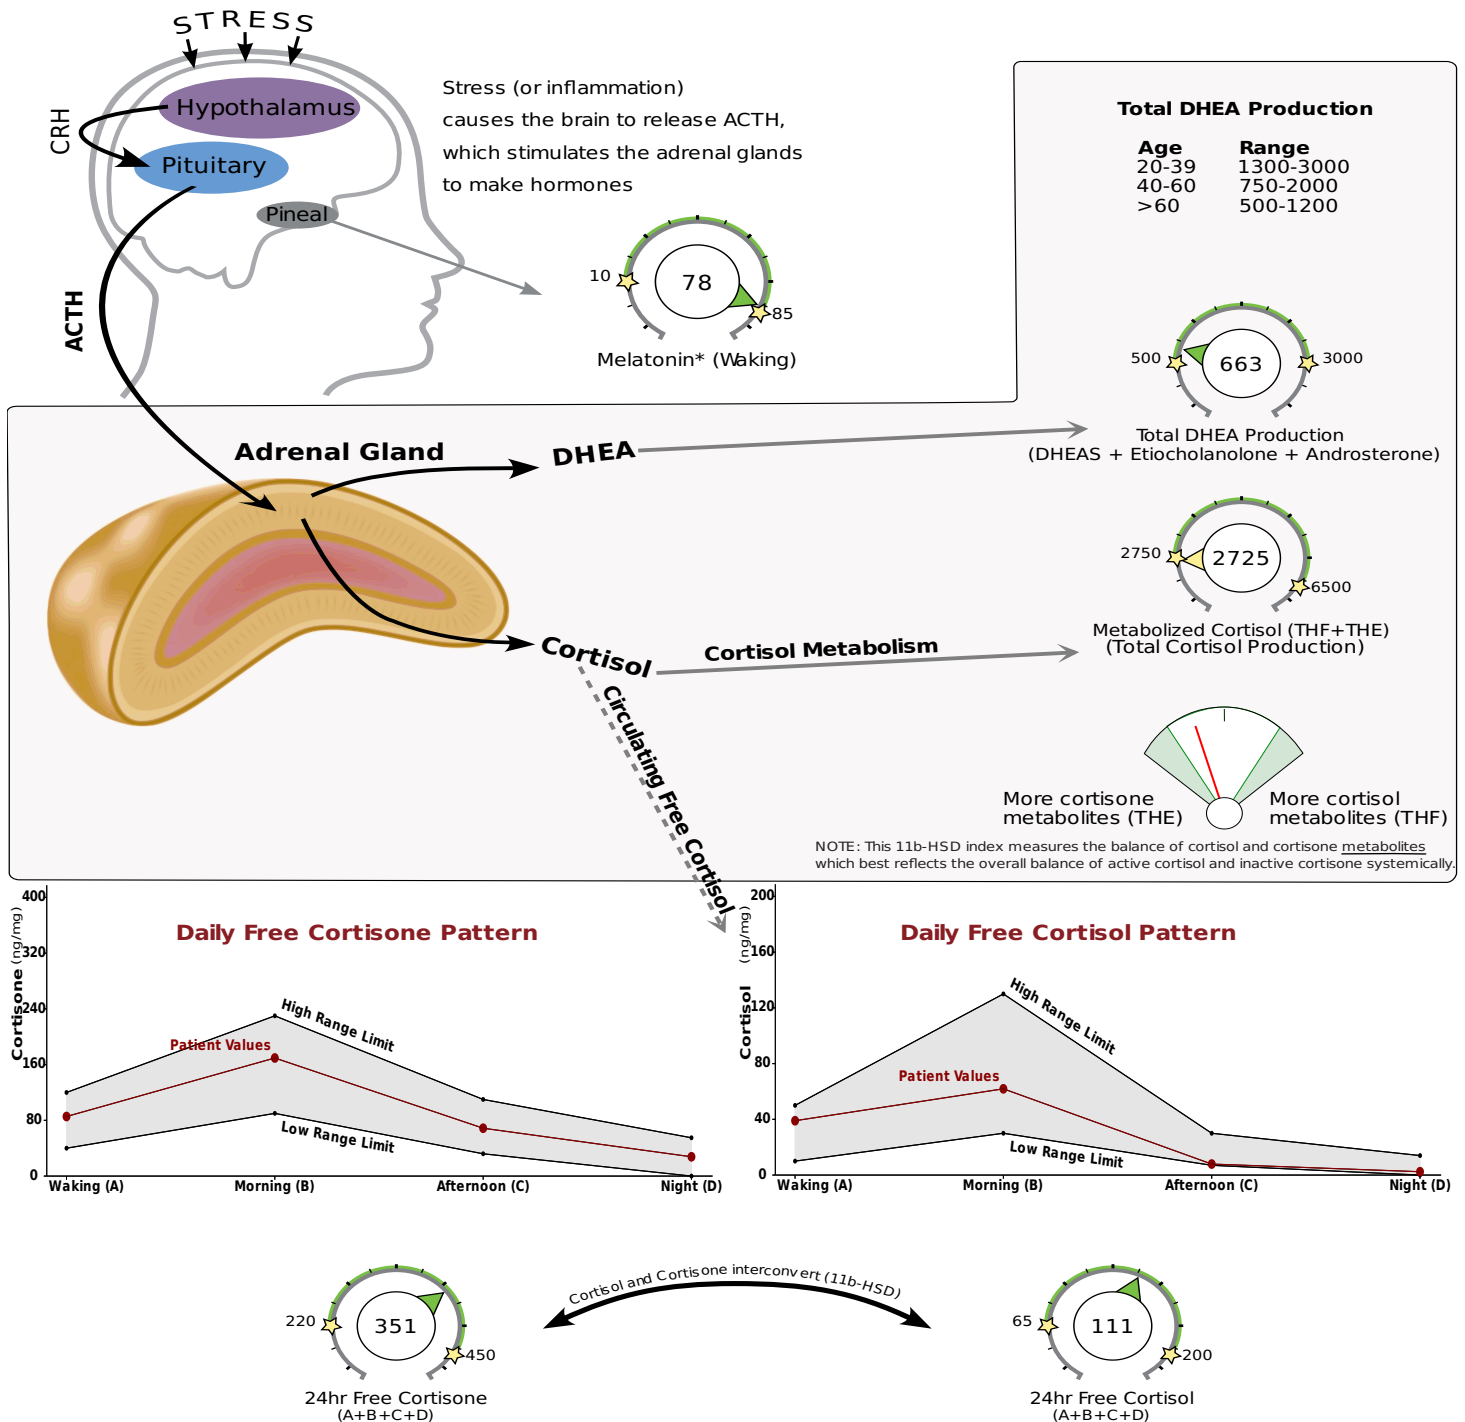 STRESS
Hypothalamus
CRH
Pituitary
Pineal
ACTH
Stress (or inflammation)
causes the brain to release ACTH,
which stimulates the adrenal glands
to make hormones
10
78
85
Melatonin* (Waking)
Total DHEA Production
Age Range
20-39 1300-3000
40-60 750-2000
>60 500-1200
500
663
3000
Total DHEA Production
(DHEAS + Etiocholanolone + Androsterone)
Adrenal Gland
DHEA
2750
2725
6500
Metabolized Cortisol (THF+THE)
(Total Cortisol Production)
Cortisol
Cortisol Metabolism
Circulating Free Cortisol
More cortisone
metabolites (THE)
More cortisol
metabolites (THF)
NOTE: This 11b-HSD index measures the balance of cortisol and cortisone metabolites
which best reflects the overall balance of active cortisol and inactive cortisone systemically.
Daily Free Cortisone Pattern
Cortisone (ng/mg)
400
320
240
160
80
0
High Range Limit
Patient Values
Low Range Limit
Waking (A) Morning (B) Afternoon (C) Night (D)
Daily Free Cortisol Pattern
Cortisol (ng/mg)
200
160
120
80
40
0
High Range Limit
Patient Values
Low Range Limit
Waking (A) Morning (B) Afternoon (C) Night (D)
220
351
450
24hr Free Cortisone
(A+B+C+D)
Cortisol and Cortisone interconvert (11b-HSD)
65
111
200
24hr Free Cortisol
(A+B+C+D)